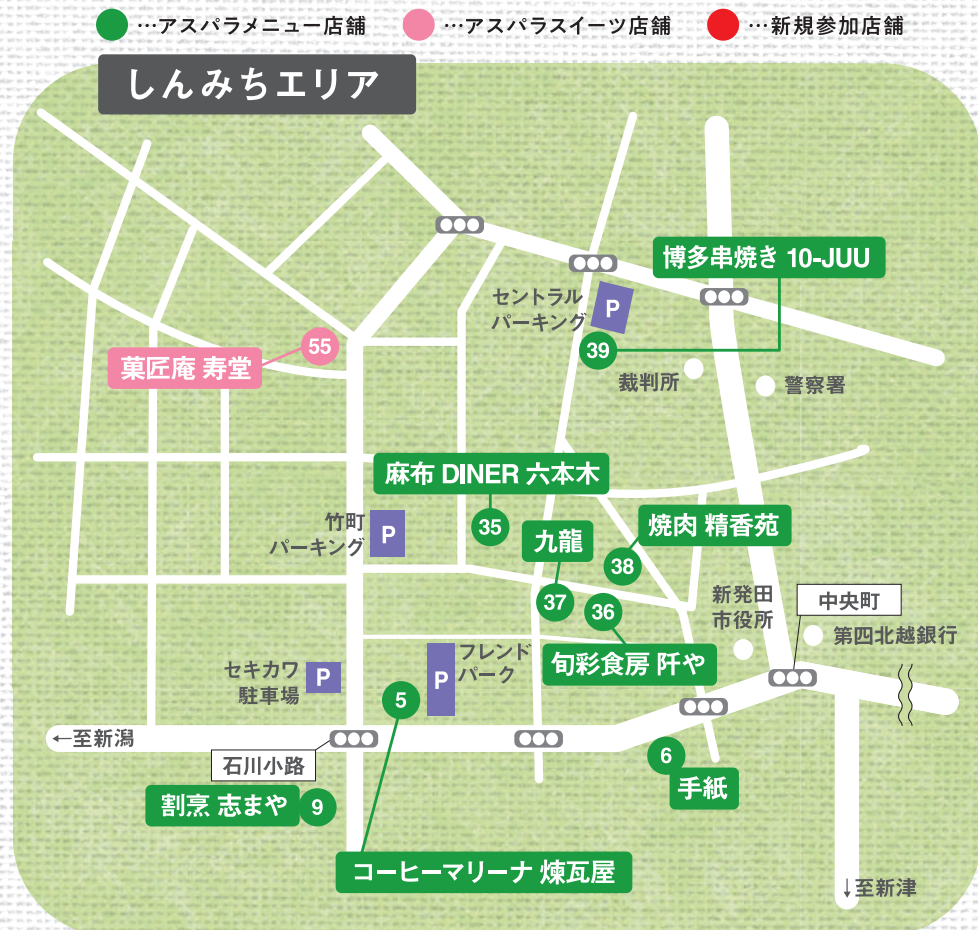 …アスパラメニュー店舗 …アスパラスイーツ店舗 …新規参加店舗
しんみちエリア
博多串焼き 10-JUU
セントラル
パーキング
P
39
裁判所
警察署
55
菓匠庵 寿堂
麻布 DINER 六本木
35
竹町
パーキング
P
九龍
37
焼肉 精香苑
38
36
旬彩食房 阡や
新発田
市役所
中央町
第四北越銀行
セキカワ
駐車場
P
フレンド
パーク
P
5
←至新潟
石川小路
割烹 志まや 9
6
手紙
コーヒーマリーナ 煉瓦屋
↓至新津